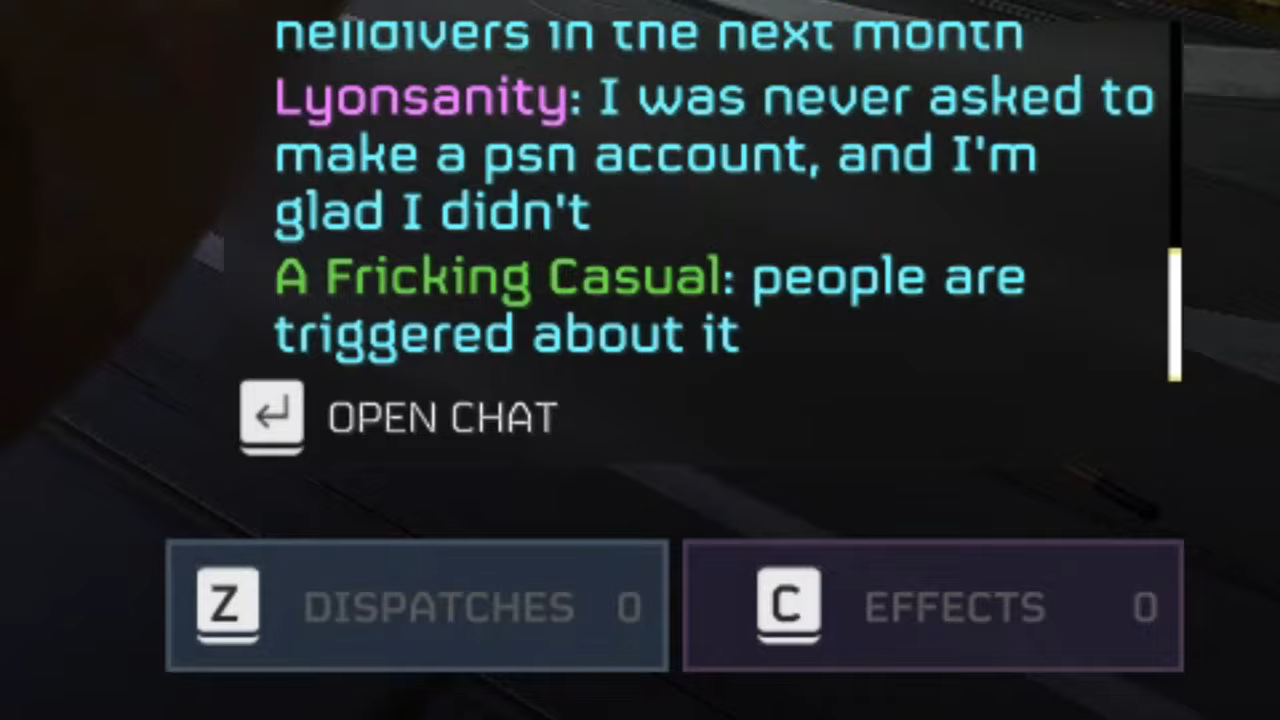 helldivers in the next month
Lyonsanity: I was never asked to
make a psn account, and I'm
glad I didn't
A Fricking Casual: people are
triggered about it
OPEN CHAT
Z DISPATCHES 0
C EFFECTS 0